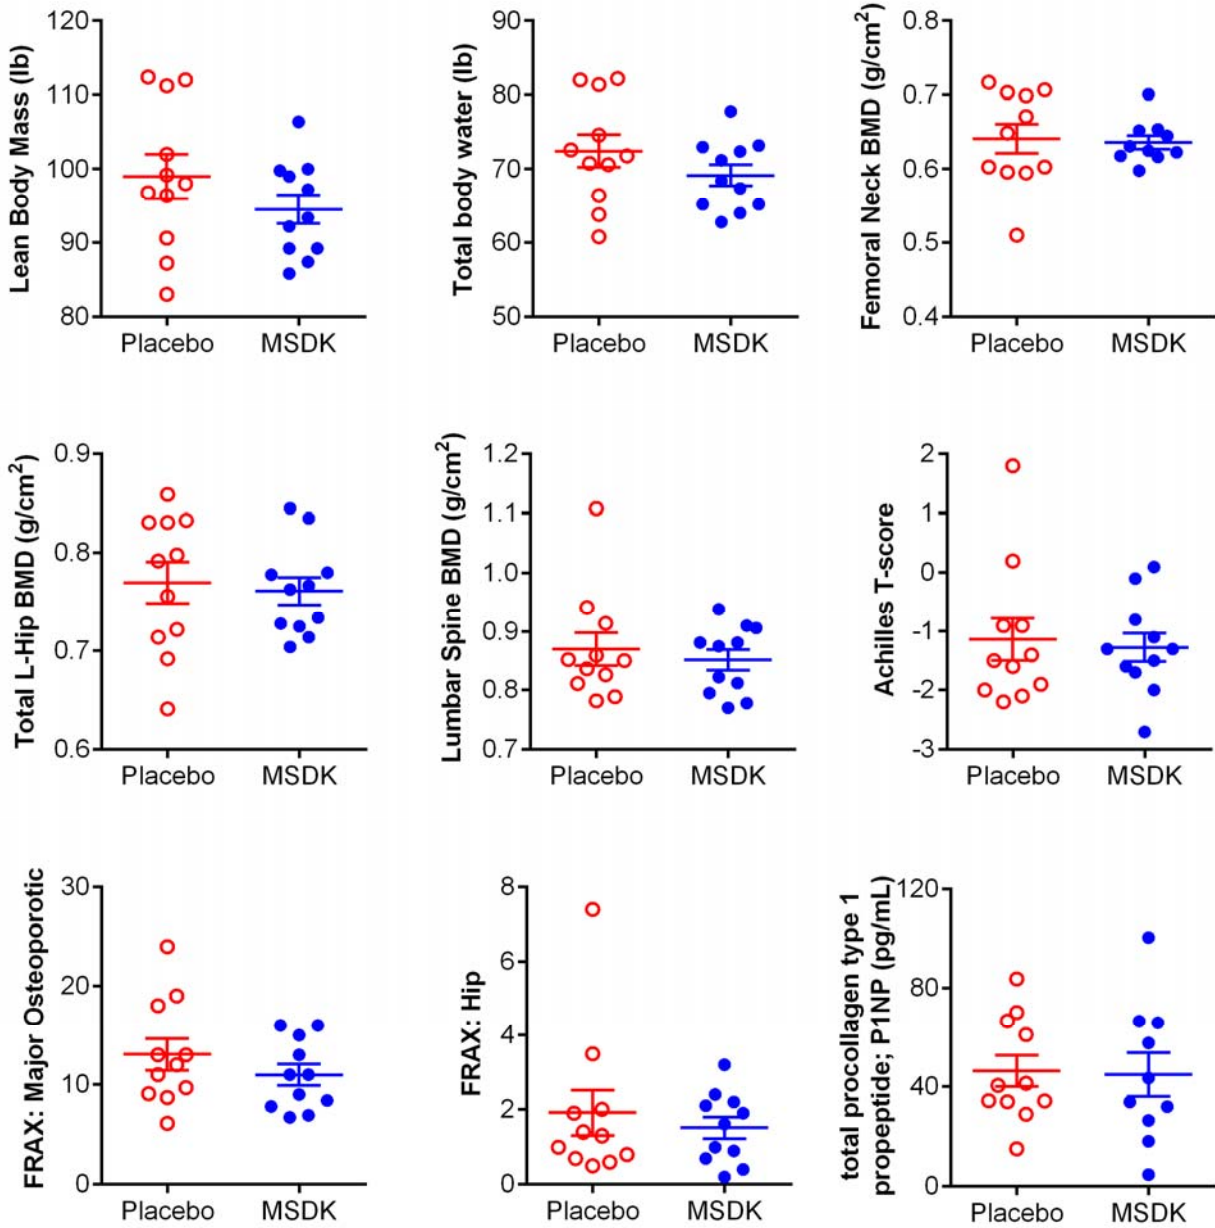 Lean Body Mass (lb)
120
110
100
90
80
Placebo MSDK
Total body water (lb)
90
80
70
60
50
Placebo MSDK
Femoral Neck BMD (g/cm²)
0.8
0.7
0.6
0.5
0.4
Placebo MSDK
Total L-Hip BMD (g/cm²)
0.9
0.8
0.7
0.6
Placebo MSDK
Lumbar Spine BMD (g/cm²)
1.2
1.1
1.0
0.9
0.8
0.7
Placebo MSDK
Achilles T-score
2
1
0
-1
-2
-3
Placebo MSDK
FRAX: Major Osteoporotic
30
20
10
0
Placebo MSDK
FRAX: Hip
8
6
4
2
0
Placebo MSDK
total procollagen type 1
propeptide; P1NP (pg/mL)
120
80
40
0
Placebo MSDK